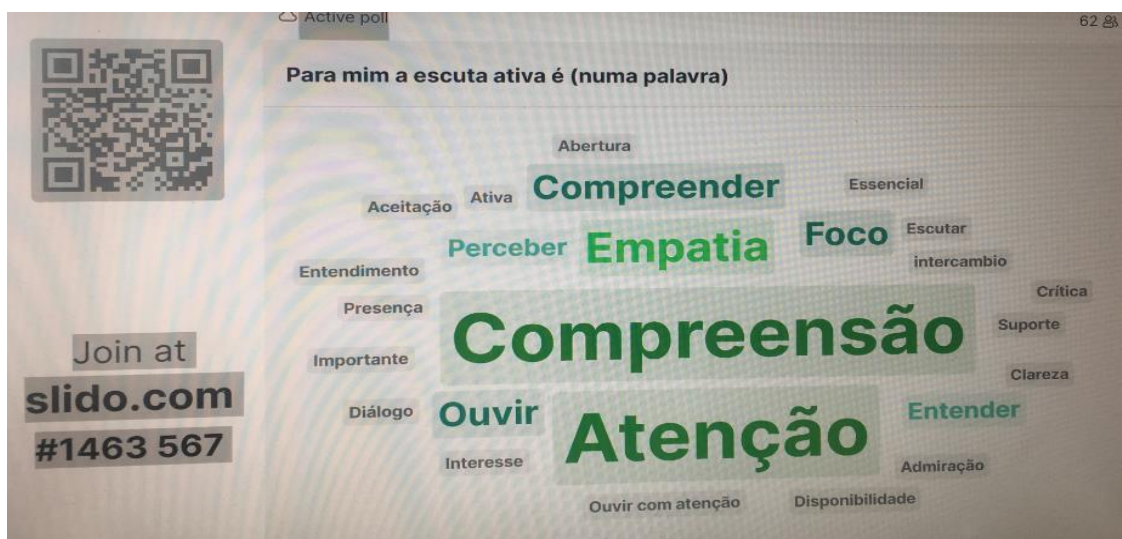 Active poll
62
Para mim a escuta ativa é (numa palavra)
Abertura
Compreender
Essencial
Aceitação
Ativa
Perceber
Empatia
Foco
Escutar
intercambio
Entendimento
Presença
Compreensão
Crítica
Suporte
Importante
Clareza
Diálogo
Ouvir
Atenção
Entender
Interesse
Admiração
Ouvir com atenção
Disponibilidade
Join at
slido.com
#1463 567